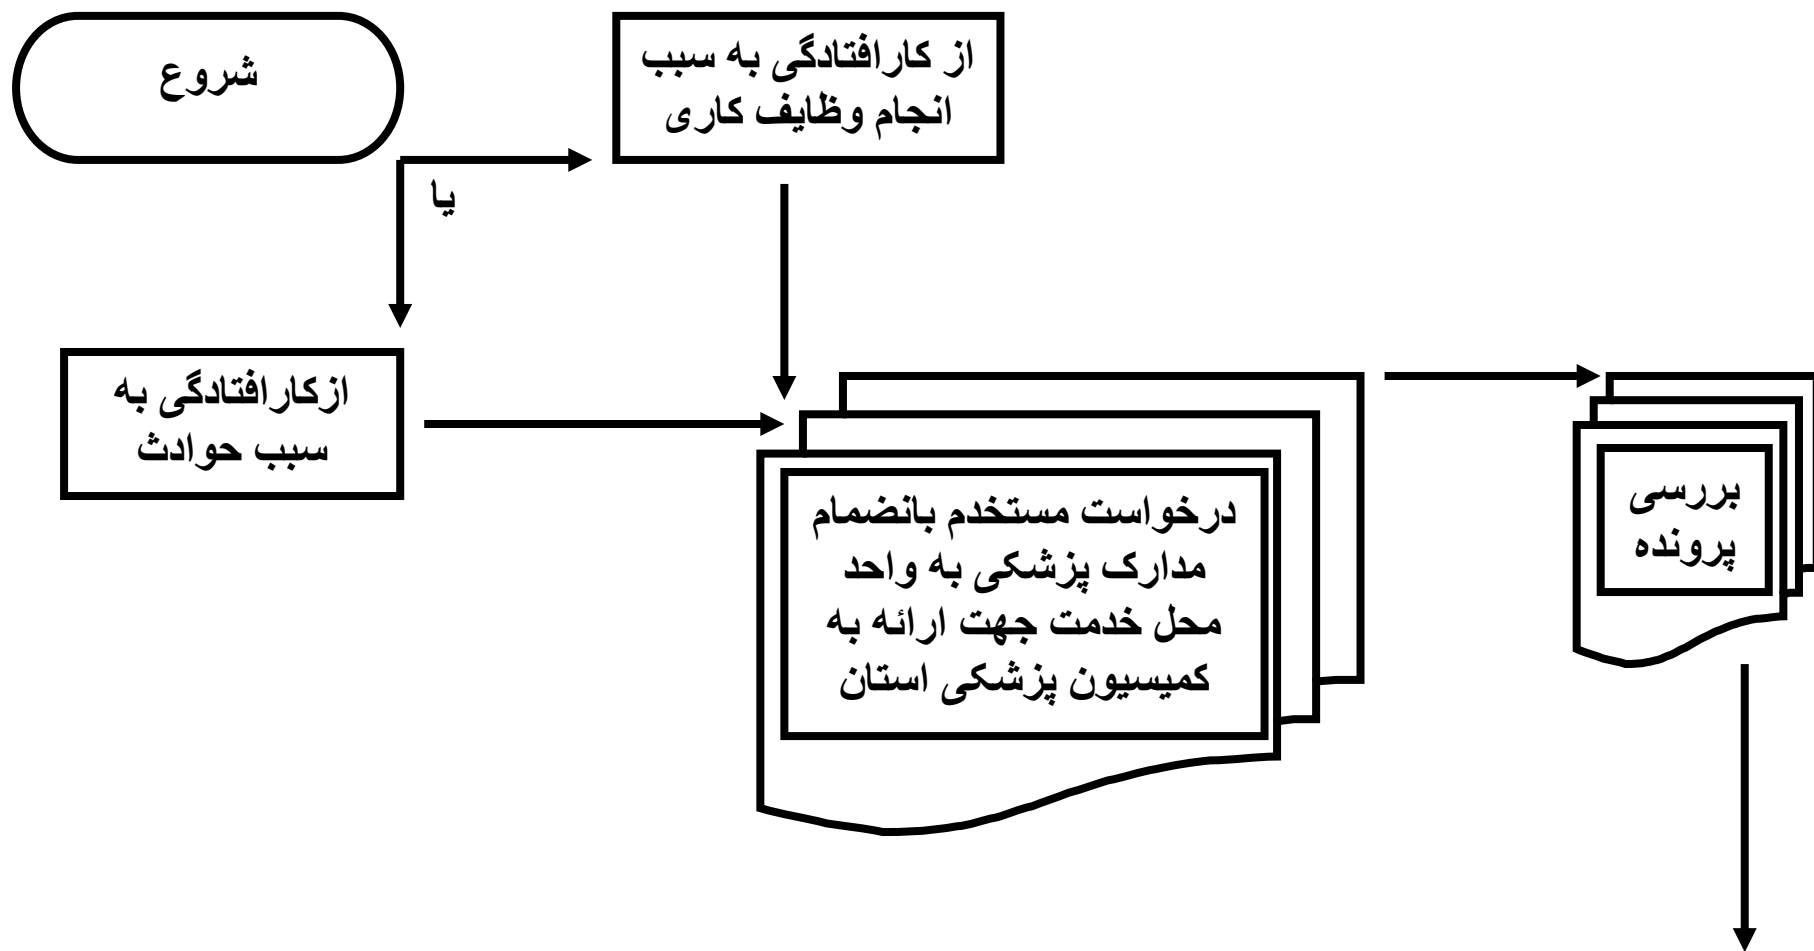 شروع
از کارافتادگی به سبب
انجام وظایف کاری
یا
ازکارافتادگی به
سبب حوادث
درخواست مستخدم بانضمام
مدارک پزشکی به واحد
محل خدمت جهت ارائه به
کمیسیون پزشکی استان
بررسی
پرونده